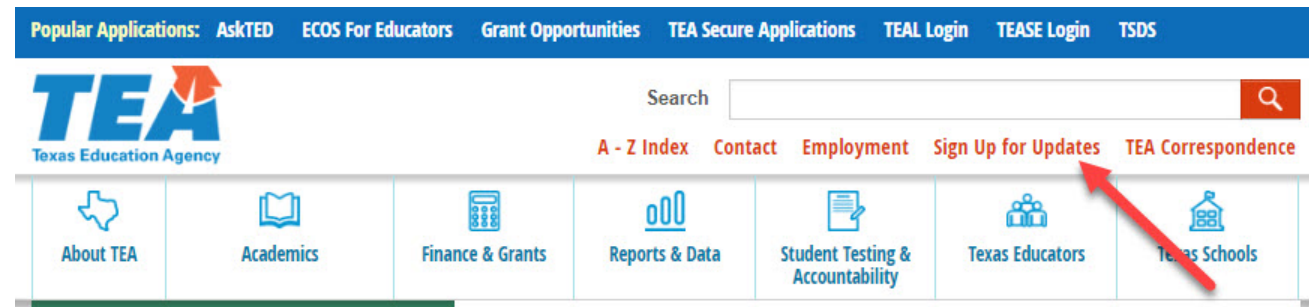 Popular Applications: AskTED ECOS For Educators Grant Opportunities TEA Secure Applications TEAL Login TEASE Login TSDS
TEA
Texas Education Agency
Search
A - Z Index Contact Employment Sign Up for Updates TEA Correspondence
About TEA Academics Finance & Grants Reports & Data Student Testing & Accountability Texas Educators Texas Schools